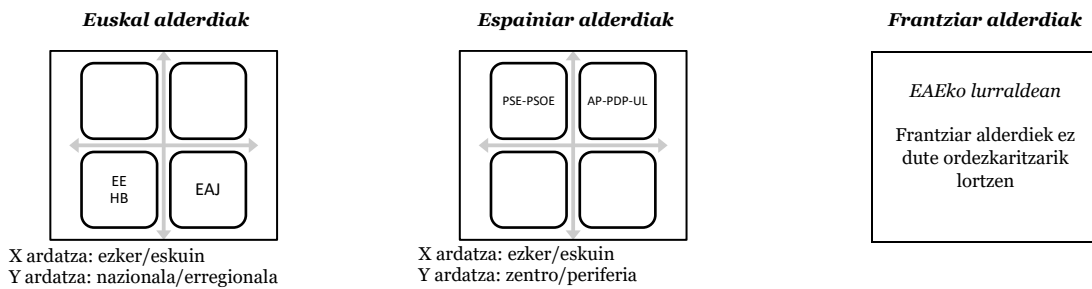 Euskal alderdiak
EE
HB
EAJ
X ardatza: ezker/eskuin
Y ardatza: nazionala/erregionala
Espainiar alderdiak
PSE-PSOE
AP-PDP-UL
X ardatza: ezker/eskuin
Y ardatza: zentro/periferia
Frantziar alderdiak
EAEko lurraldean
Frantziar alderdiek ez
dute ordezkaritzarik
lortzen